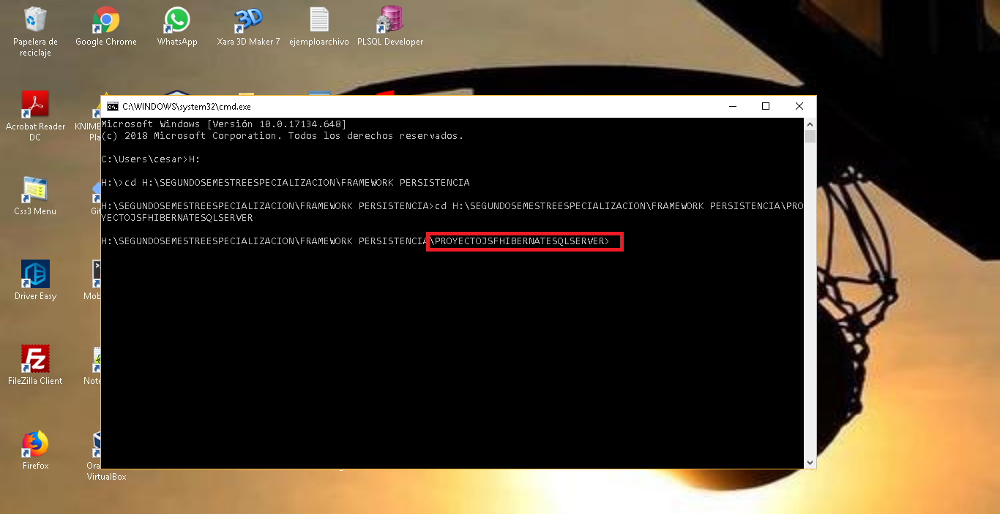 Papelera de
reciclaje
Google Chrome
WhatsApp
Xara 3D Maker 7
ejemploarchivo
PLSQL Developer
Acrobat Reader
DC
KNIME
Pla
Css3 Menu
Git
Driver Easy
Mob
FileZilla Client
Note
Firefox
Ora
VirtualBox
C:\WINDOWS\system32\cmd.exe
Microsoft Windows [Versión 10.0.17134.648]
(c) 2018 Microsoft Corporation. Todos los derechos reservados.
C:\Users\cesar>H:
H:\>cd H:\SEGUNDOSEMESTREESPECIALIZACION\FRAMEWORK PERSISTENCIA
H:\SEGUNDOSEMESTREESPECIALIZACION\FRAMEWORK PERSISTENCIA>cd H:\SEGUNDOSEMESTREESPECIALIZACION\FRAMEWORK PERSISTENCIA\PRO
YECTOJSFHIBERNATESQLSERVER
H:\SEGUNDOSEMESTREESPECIALIZACION\FRAMEWORK PERSISTENCIA\PROYECTOJSFHIBERNATESQLSERVER>